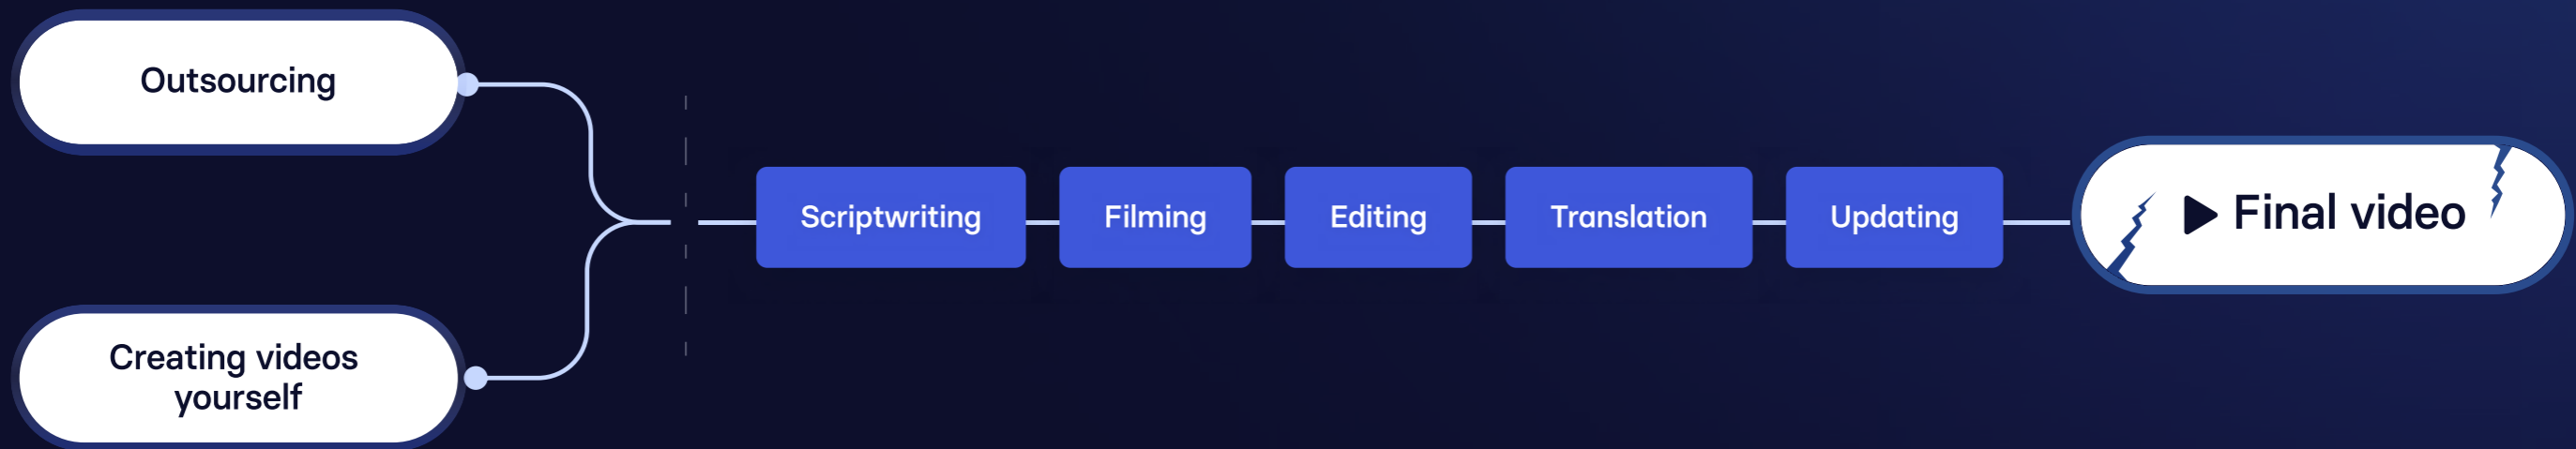 Outsourcing
Creating videos
yourself
Scriptwriting
Filming
Editing
Translation
Updating
Final video